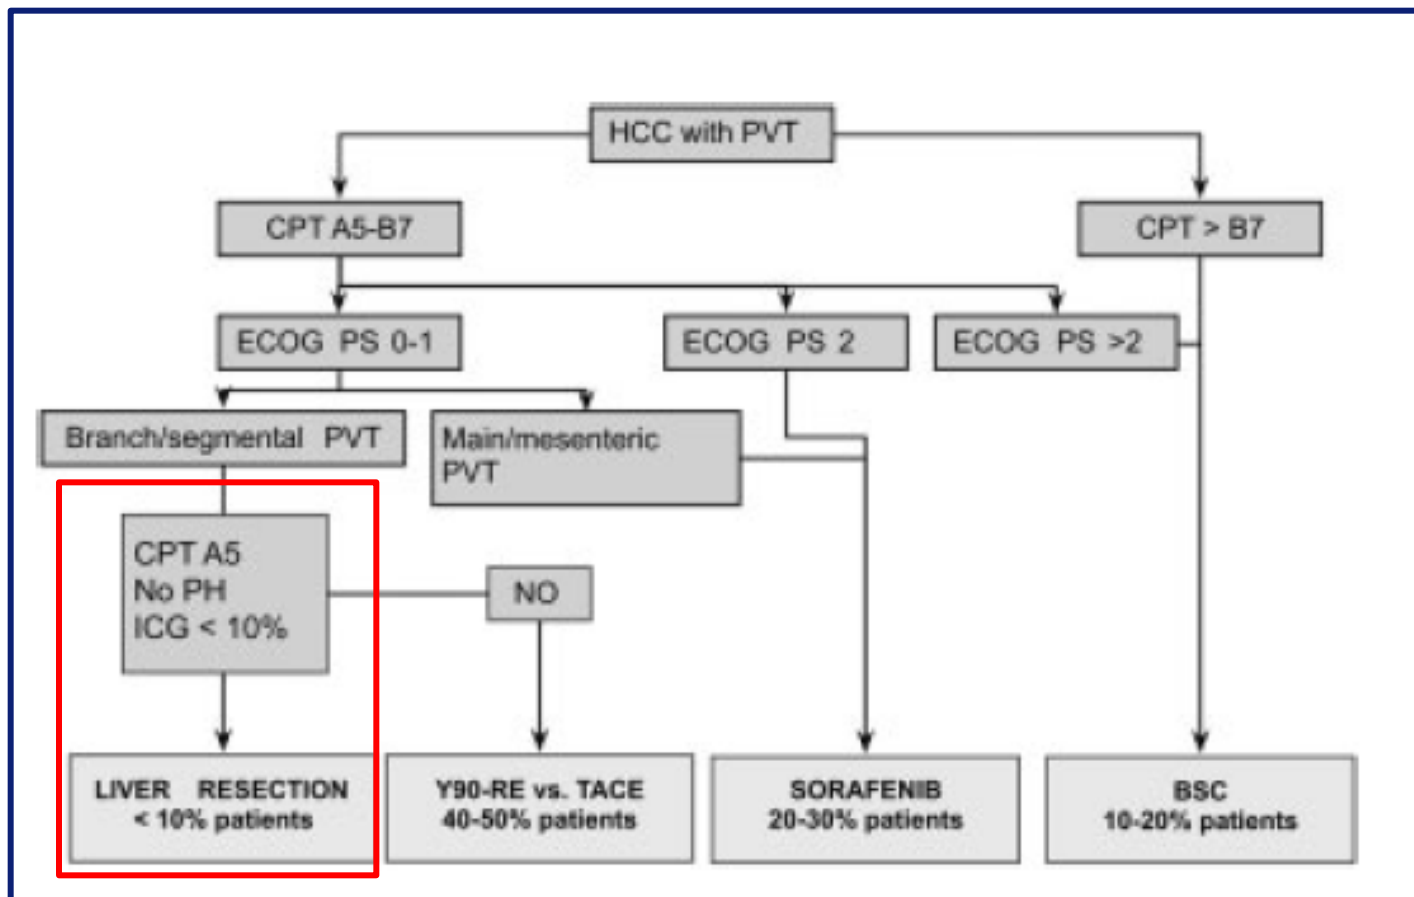 HCC with PVT
CPT A5-B7
CPT > B7
ECOG PS 0-1
ECOG PS 2
ECOG PS >2
Branch/segmental PVT
Main/mesenteric
PVT
CPT A5
No PH
ICG < 10%
NO
LIVER RESECTION
< 10% patients
Y90-RE vs. TACE
40-50% patients
SORAFENIB
20-30% patients
BSC
10-20% patients